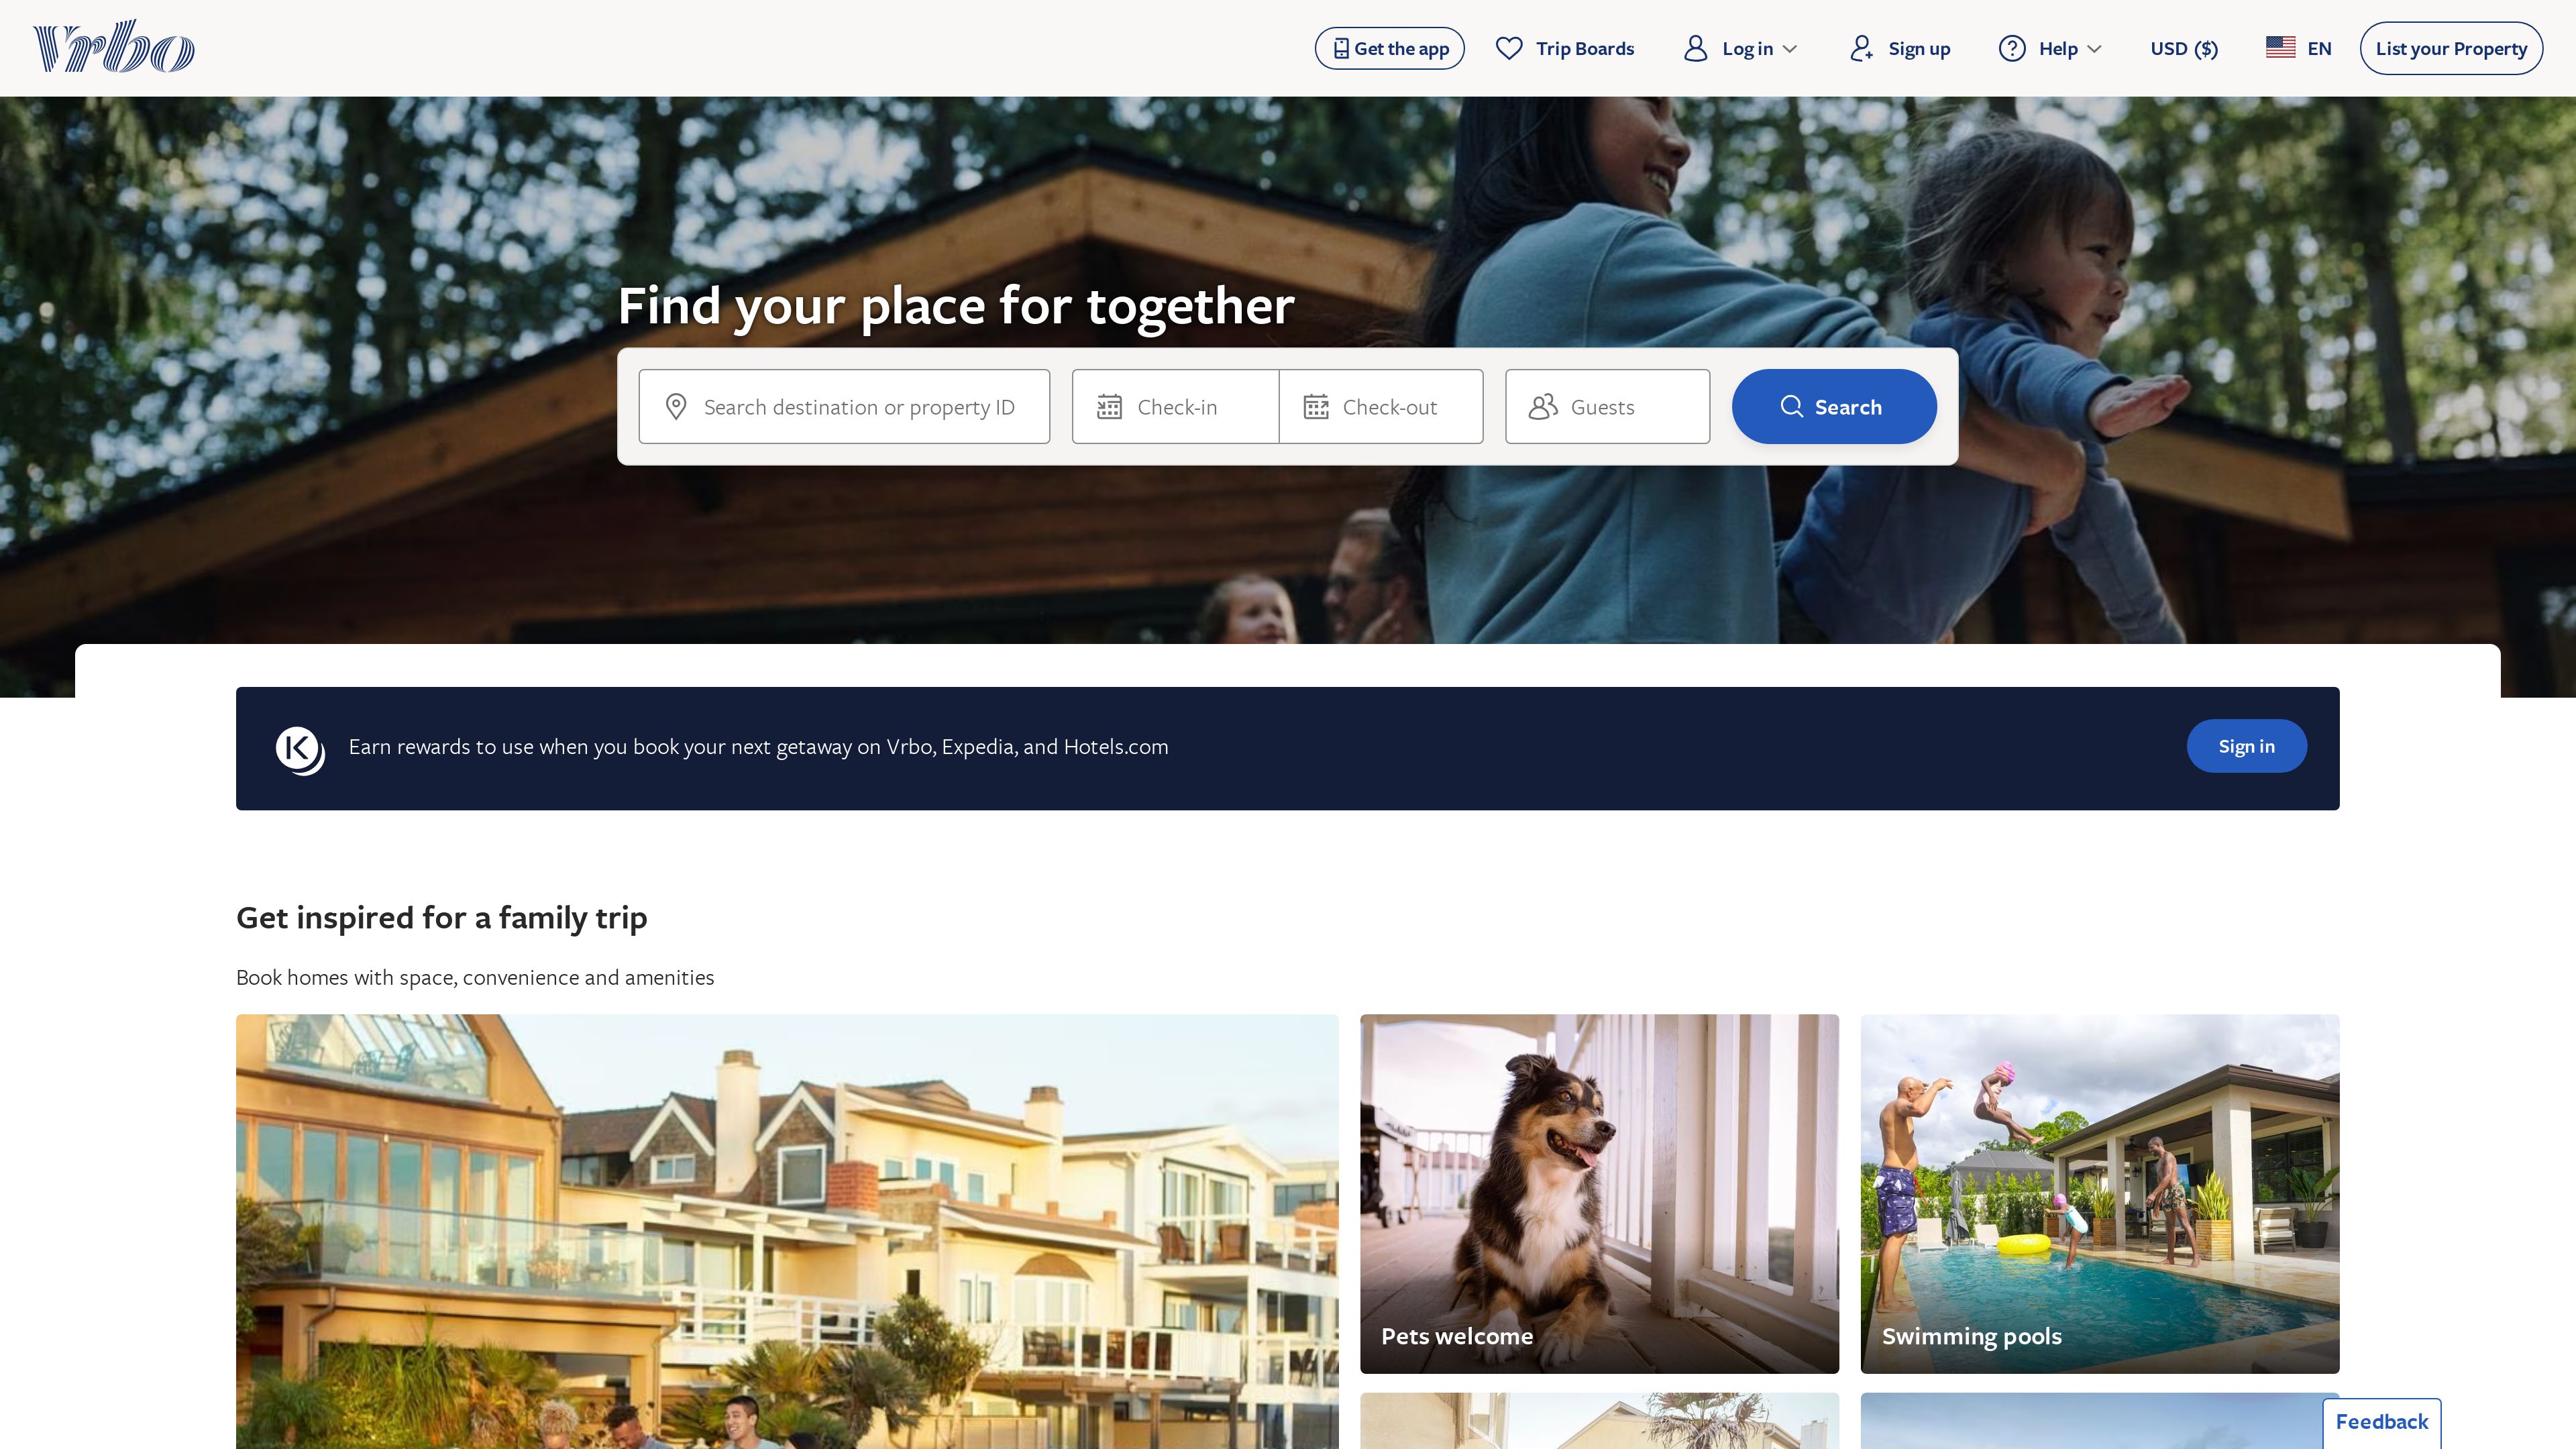 Vrbo
Get the app
Trip Boards
Log in
Sign up
Help
USD ($)
EN
List your Property
Find your place for together
Search destination or property ID
Check-in
Check-out
Guests
Search
K
Earn rewards to use when you book your next getaway on Vrbo, Expedia, and Hotels.com
Sign in
Get inspired for a family trip
Book homes with space, convenience and amenities
Pets welcome
Swimming pools
Feedback